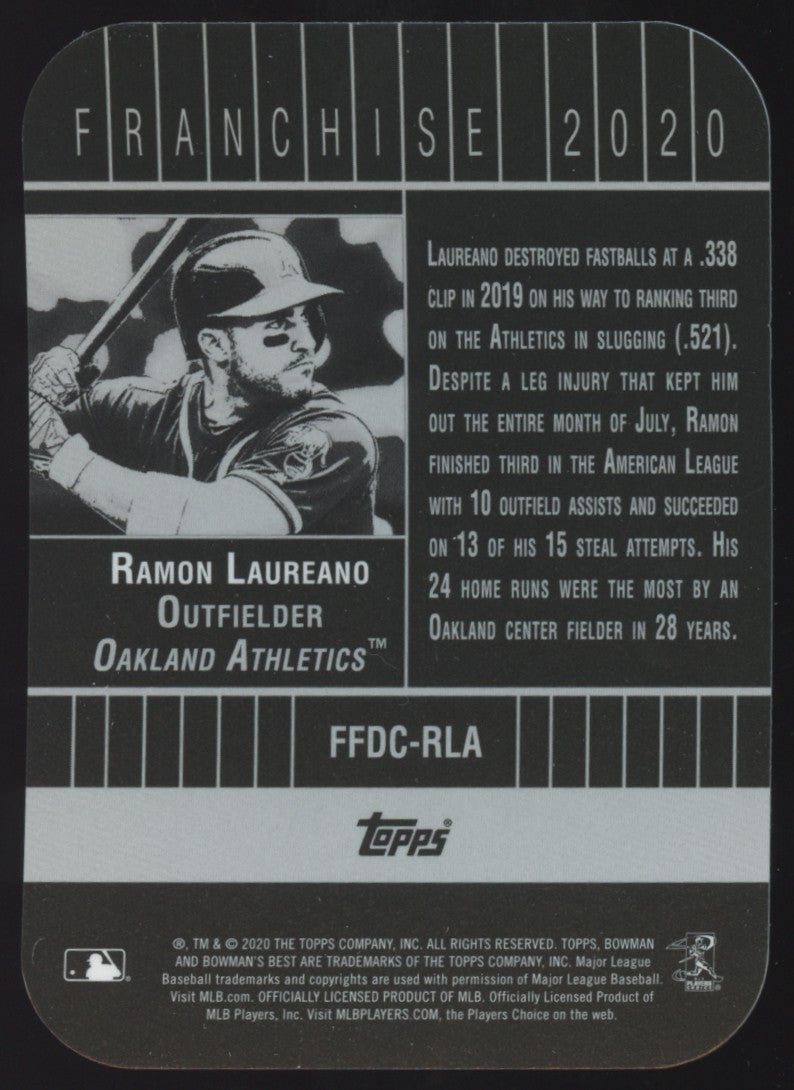 FRANCHISE 2020
LAUREANO DESTROYED FASTBALLS AT A .338
CLIP IN 2019 ON HIS WAY TO RANKING THIRD
ON THE ATHLETICS IN SLUGGING (.521).
DESPITE A LEG INJURY THAT KEPT HIM
OUT THE ENTIRE MONTH OF JULY, RAMON
FINISHED THIRD IN THE AMERICAN LEAGUE
WITH 10 OUTFIELD ASSISTS AND SUCCEEDED
ON 13 OF HIS 15 STEAL ATTEMPTS. HIS
24 HOME RUNS WERE THE MOST BY AN
OAKLAND CENTER FIELDER IN 28 YEARS.
RAMON LAUREANO
OUTFIELDER
OAKLAND ATHLETICS™
FFDC-RLA
topps®
®, TM & © 2020 THE TOPPS COMPANY, INC. ALL RIGHTS RESERVED. TOPPS, BOWMAN
AND BOWMAN'S BEST ARE TRADEMARKS OF THE TOPPS COMPANY, INC. Major League
Baseball trademarks and copyrights are used with permission of Major League Baseball.
Visit MLB.com. OFFICIALLY LICENSED PRODUCT OF MLB. Officially Licensed Product of
MLB Players, Inc. Visit MLBPLAYERS.COM, the Players Choice on the web.
PLAYERS
CHOICE®